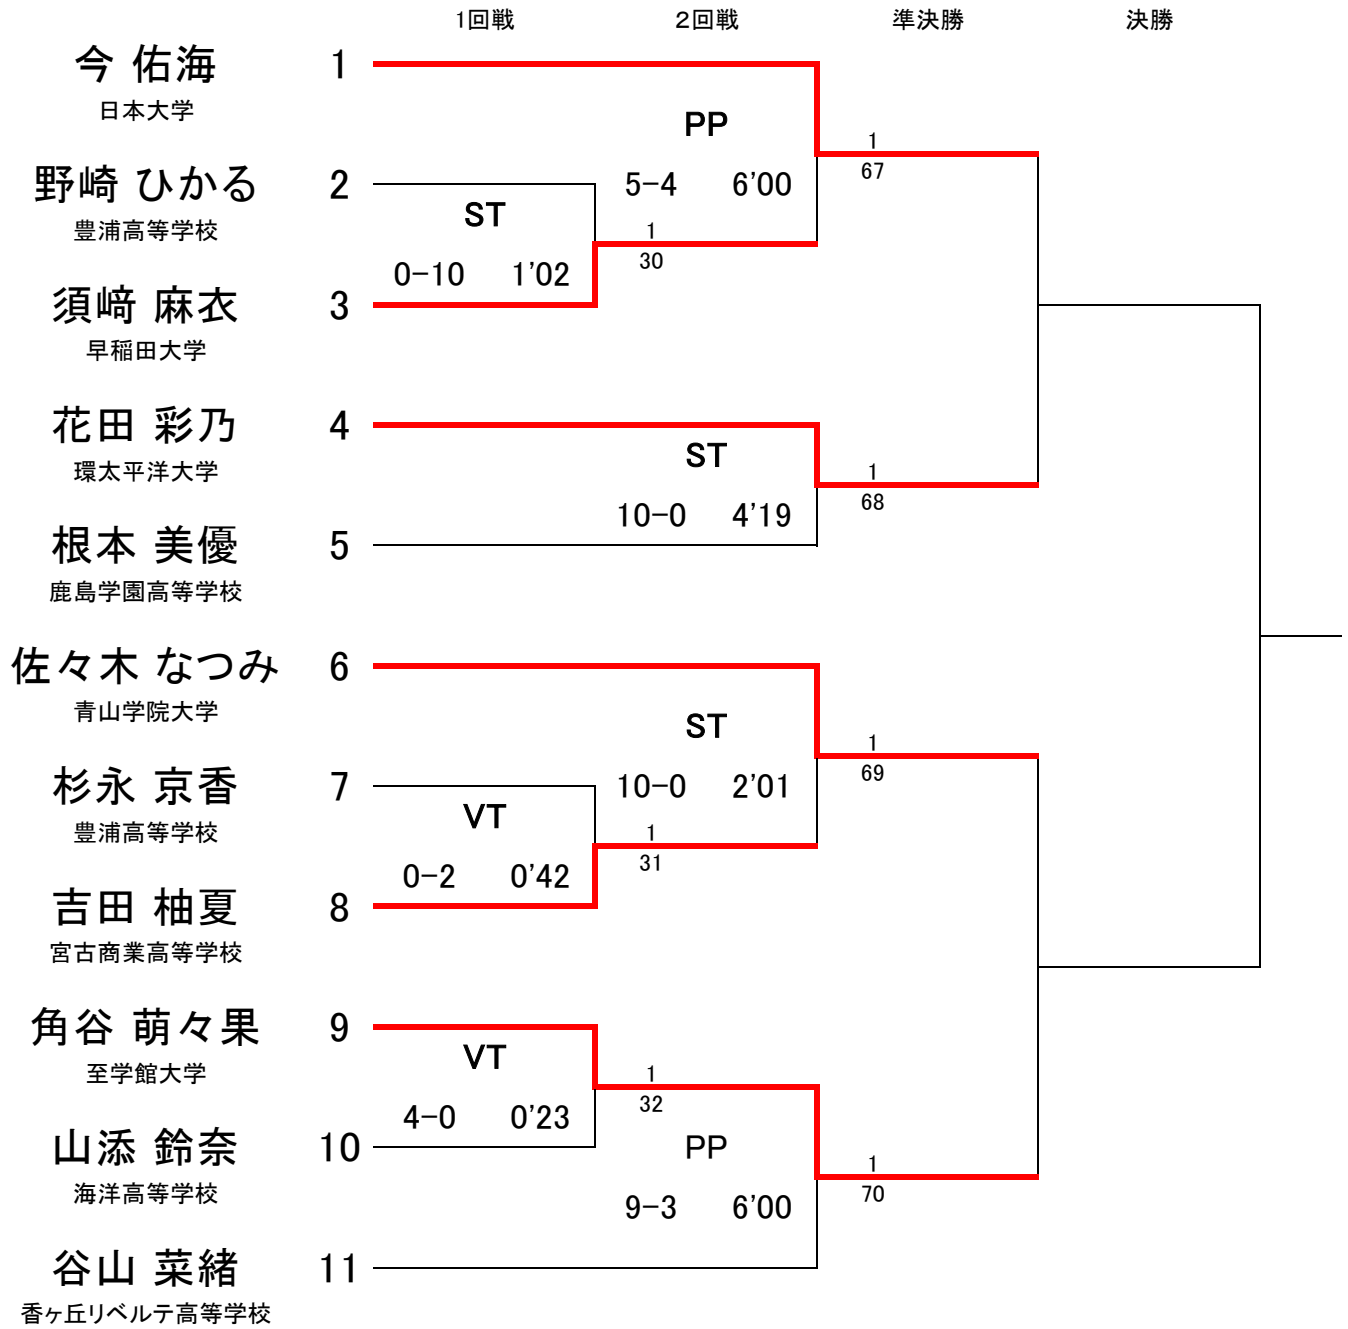 1回戦 2回戦 準決勝 決勝
今 佑海 1
日本大学
PP
1
67
野崎 ひかる 2
豊浦高等学校
5-4 6'00
ST
1
30
0-10 1'02
須﨑 麻衣 3
早稲田大学
花田 彩乃 4
環太平洋大学
ST
1
68
10-0 4'19
根本 美優 5
鹿島学園高等学校
佐々木 なつみ 6
青山学院大学
ST
1
69
杉永 京香 7
豊浦高等学校
10-0 2'01
VT
1
31
0-2 0'42
吉田 柚夏 8
宮古商業高等学校
角谷 萌々果 9
至学館大学
VT
1
32
4-0 0'23
山添 鈴奈 10
海洋高等学校
PP
1
70
9-3 6'00
谷山 菜緒 11
香ヶ丘リベルテ高等学校